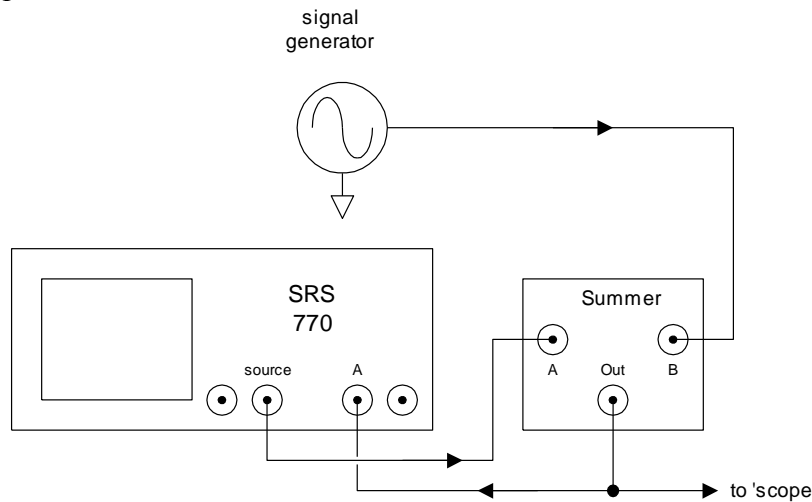 signal
generator
SRS
770
source
A
Summer
A
Out
B
to 'scope